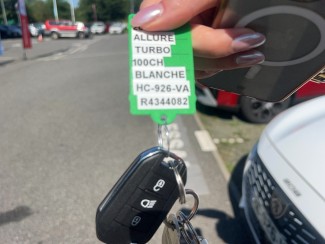 ALLURE
TURBO
100CH
BLANCHE
HC-926-VA
R4344082